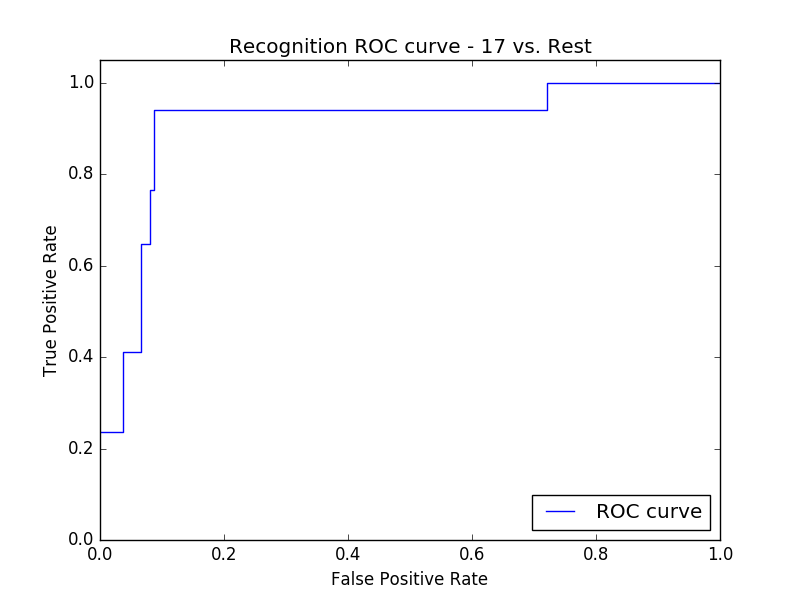 Recognition ROC curve - 17 vs. Rest
1.0
0.8
0.6
0.4
0.2
0.0
True Positive Rate
ROC curve
0.0 0.2 0.4 0.6 0.8 1.0
False Positive Rate